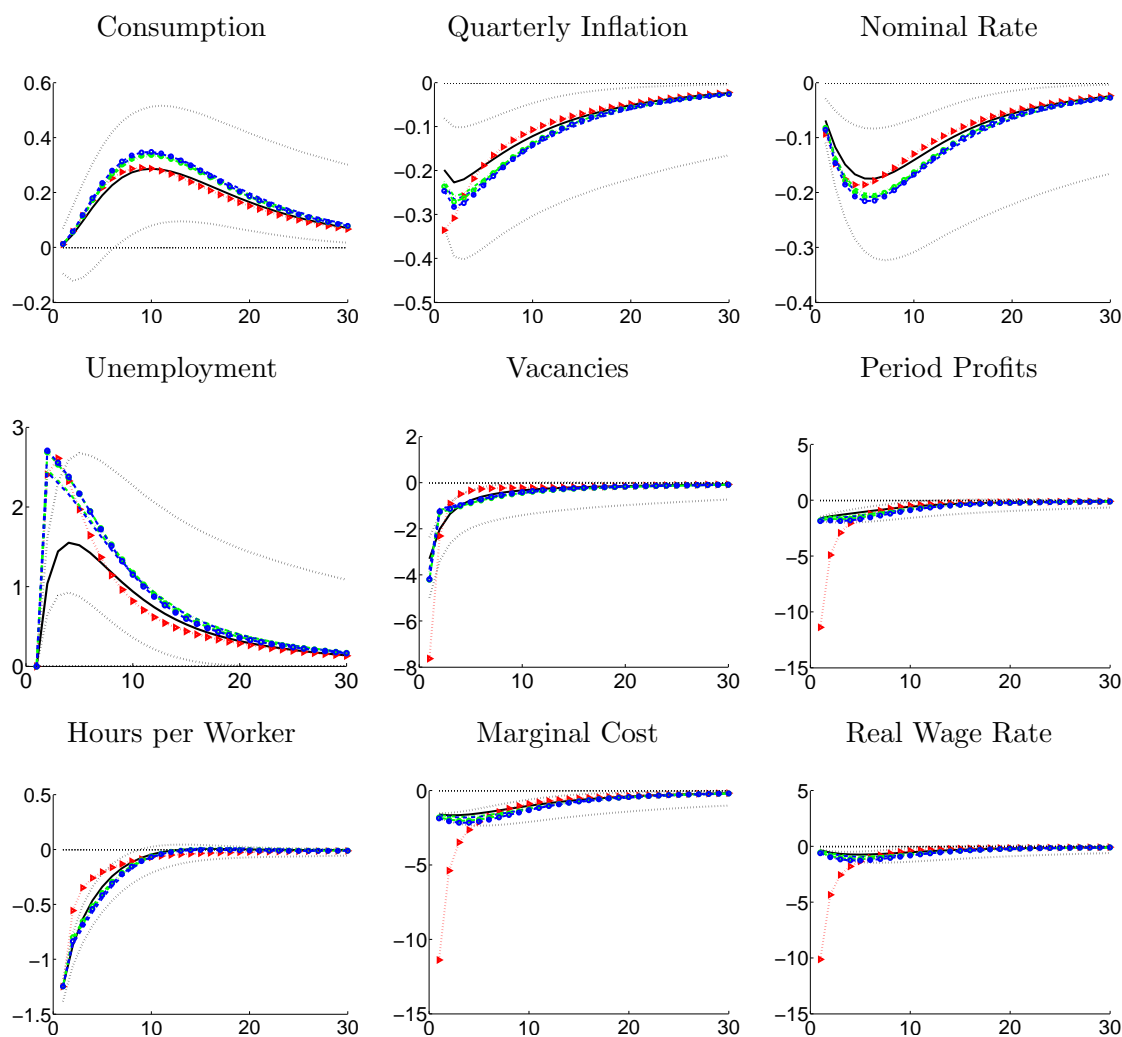 Consumption Quarterly Inflation Nominal Rate
0.6 0 0
0.4 −0.1 −0.1
0.2 −0.2 −0.2
0 −0.3 −0.3
−0.2 −0.4 −0.4
−0.5
0 10 20 30 0 10 20 30 0 10 20 30
Unemployment Vacancies Period Profits
3 2 5
2 0 0
1 −2 −5
0 −4 −10
−6 −15
−8
0 10 20 30 0 10 20 30 0 10 20 30
Hours per Worker Marginal Cost Real Wage Rate
0.5 0 5
0 −5 0
−0.5 −10 −5
−1 −15 −10
−1.5 −15
0 10 20 30 0 10 20 30 0 10 20 30